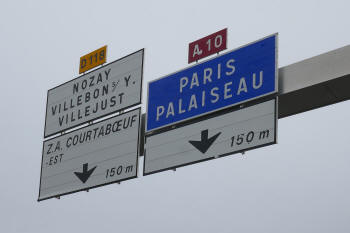 D118
NOZAY
VILLEBON S/ Y.
VILLEJUST
Z.A. COURTABŒUF
-EST
150 m
A 10
PARIS
PALAISEAU
150 m